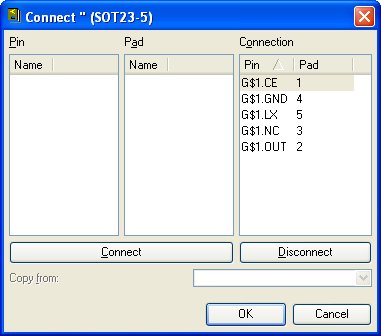 Connect '' (SOT23-5)
Pin Pad Connection
Name Name Pin Pad
G$1.CE 1
G$1.GND 4
G$1.LX 5
G$1.NC 3
G$1.OUT 2
Connect Disconnect
Copy from:
OK Cancel